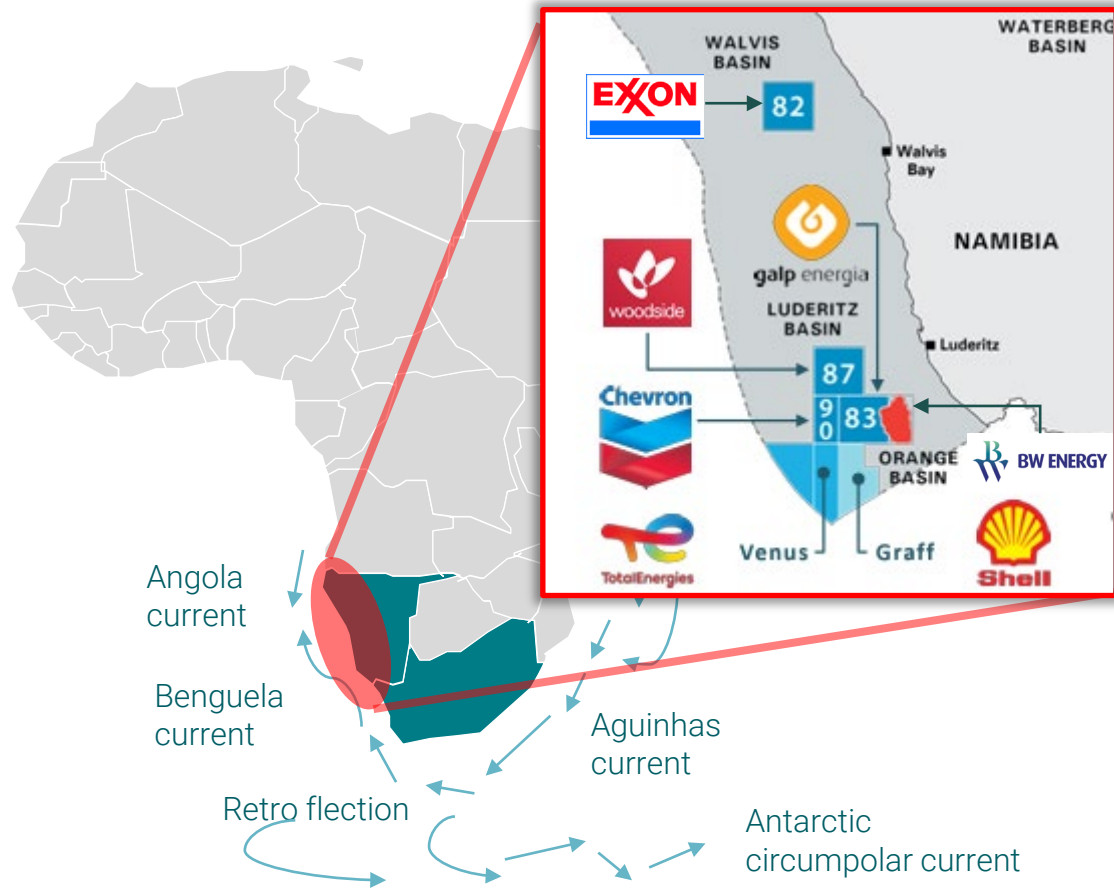 WALVIS
BASIN
WATERBERG
BASIN
EXXON
82
Walvis
Bay
NAMIBIA
galp energia
woodside
LUDERITZ
BASIN
Luderitz
87
Chevron
9
0
83
ORANGE
BASIN
BW
BW ENERGY
Venus
Graff
TotalEnergies
Shell
Angola
current
Benguela
current
Aguinhas
current
Retro flection
Antarctic
circumpolar current